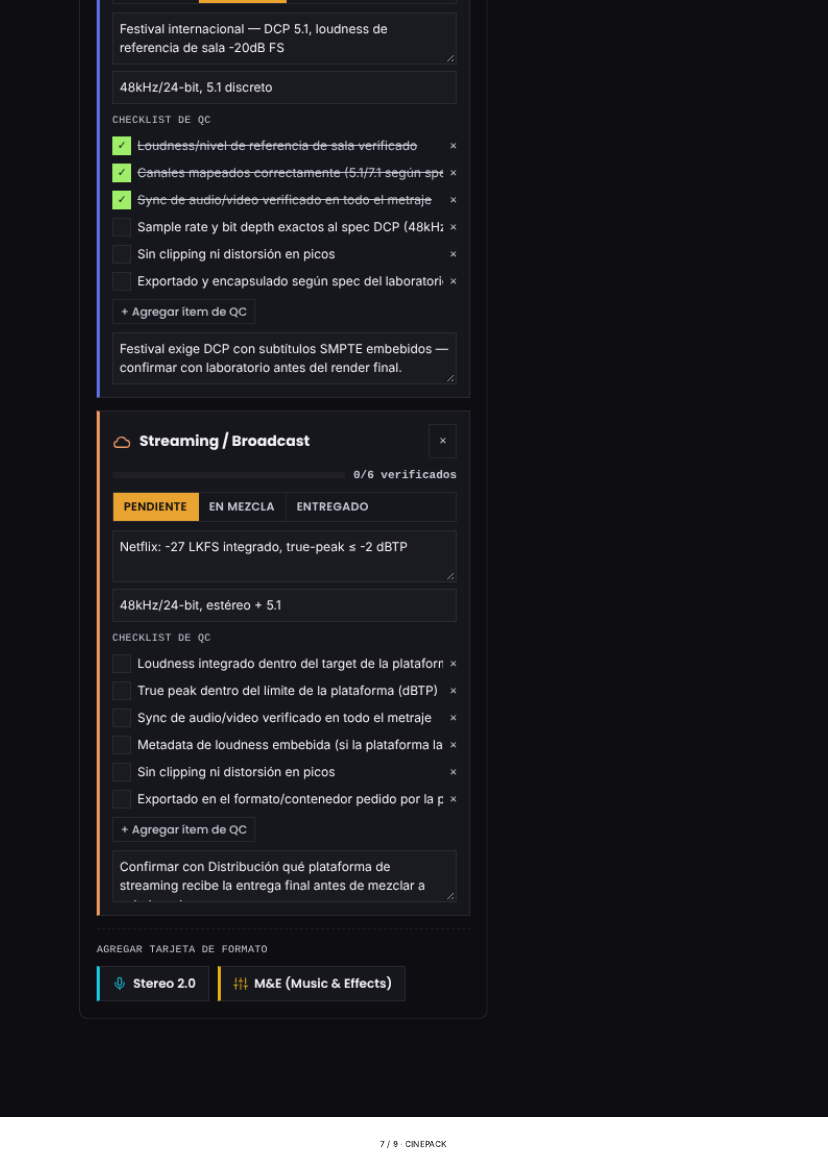 Festival internacional — DCP 5.1, loudness de
referencia de sala -20dB FS
48kHz/24-bit, 5.1 discreto
CHECKLIST DE QC
✓ Loudness/nivel de referencia de sala verificado ×
✓ Canales mapeados correctamente (5.1/7.1 según spe ×
✓ Sync de audio/video verificado en todo el metraje ×
Sample rate y bit depth exactos al spec DCP (48kHz ×
Sin clipping ni distorsión en picos ×
Exportado y encapsulado según spec del laboratori ×
+ Agregar ítem de QC
Festival exige DCP con subtítulos SMPTE embebidos —
confirmar con laboratorio antes del render final.
Streaming / Broadcast ×
0/6 verificados
PENDIENTE EN MEZCLA ENTREGADO
Netflix: -27 LKFS integrado, true-peak ≤ -2 dBTP
48kHz/24-bit, estéreo + 5.1
CHECKLIST DE QC
Loudness integrado dentro del target de la plataforn ×
True peak dentro del límite de la plataforma (dBTP) ×
Sync de audio/video verificado en todo el metraje ×
Metadata de loudness embebida (si la plataforma la ×
Sin clipping ni distorsión en picos ×
Exportado en el formato/contenedor pedido por la p ×
+ Agregar ítem de QC
Confirmar con Distribución qué plataforma de
streaming recibe la entrega final antes de mezclar a
AGREGAR TARJETA DE FORMATO
Stereo 2.0 M&E (Music & Effects)
7 / 9 · CINEPACK